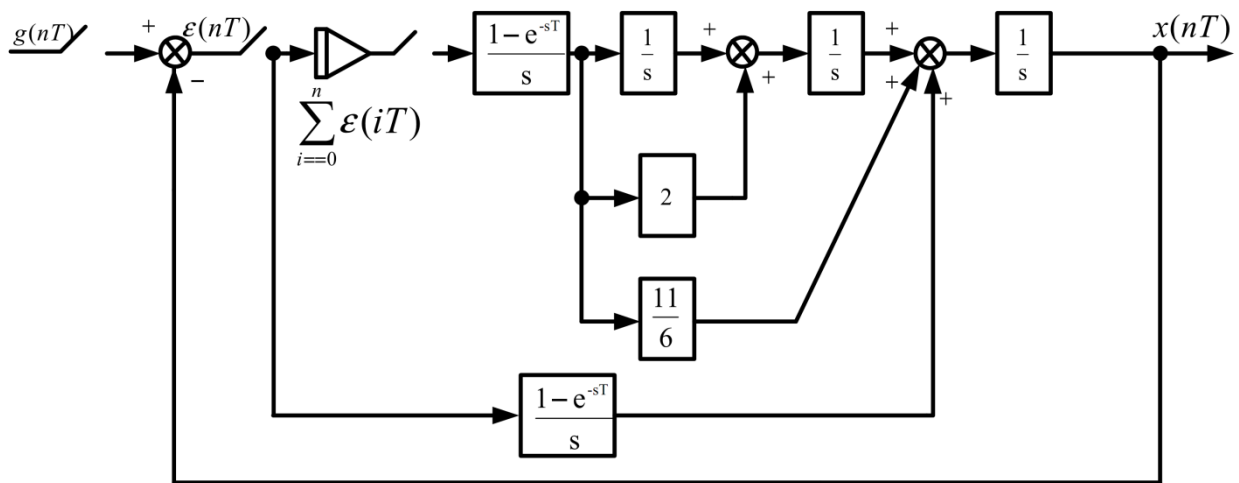 g(nT)
+
−
ε(nT)
n
∑ε(iT)
i==0
1−e^-sT
s
1
s
+
+
1
s
+
+
+
1
s
x(nT)
2
11
6
1−e^-sT
s